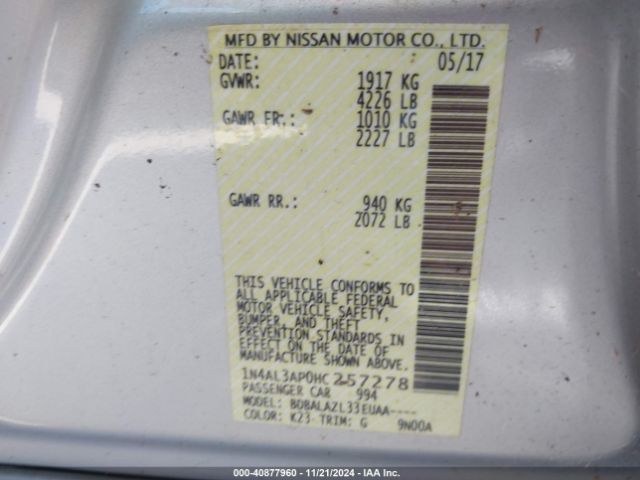 MFD BY NISSAN MOTOR CO., LTD.
DATE: 05/17
GVWR: 1917 KG
4226 LB
GAWR FR.: 1010 KG
2227 LB
GAWR RR.: 940 KG
2072 LB
THIS VEHICLE CONFORMS TO
ALL APPLICABLE FEDERAL
MOTOR VEHICLE SAFETY,
BUMPER, AND THEFT
PREVENTION STANDARDS IN
EFFECT ON THE DATE OF
MANUFACTURE SHOWN ABOVE.
1N4AL3AP0HC257278
PASSENGER CAR 994
MODEL: BDBALAZL33EUAA----
COLOR: K23 TRIM: G 9N00A
000-40877960 - 11/21/2024 - IAA Inc.